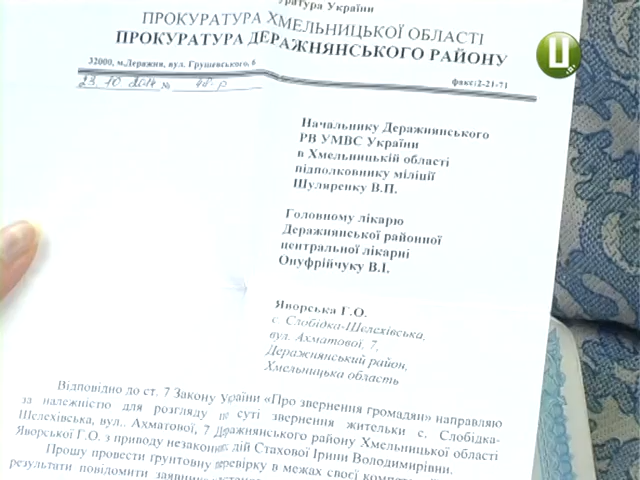 ратура України
ПРОКУРАТУРА ХМЕЛЬНИЦЬКОЇ ОБЛАСТІ
ПРОКУРАТУРА ДЕРАЖНЯНСЬКОГО РАЙОНУ
32000, м.Деражня, вул. Грушевського, 6
факс:2-21-71
23.10 2014 №
Ц
Начальнику Деражнянського
РВ УМВС України
в Хмельницькій області
підполковнику міліції
Шуляренку В.П.
Головному лікарю
Деражнянської районної
центральної лікарні
Онуфрійчуку В.І.
Яворська Г.О.
с. Слобідка-Шелехівська,
вул. Ахматової, 7,
Деражнянський район,
Хмельницька область
Відповідно до ст. 7 Закону України «Про звернення громадян» направляю
за належністю для розгляду по суті звернення жительки с. Слобідка-
Шелехівська, вул.. Ахматової, 7 Деражнянського району Хмельницької області
Яворської Г.О. з приводу незаконних дій Стахової Ірини Володимирівни.
Прошу провести ґрунтовну перевірку в межах своєї
результати повідомити